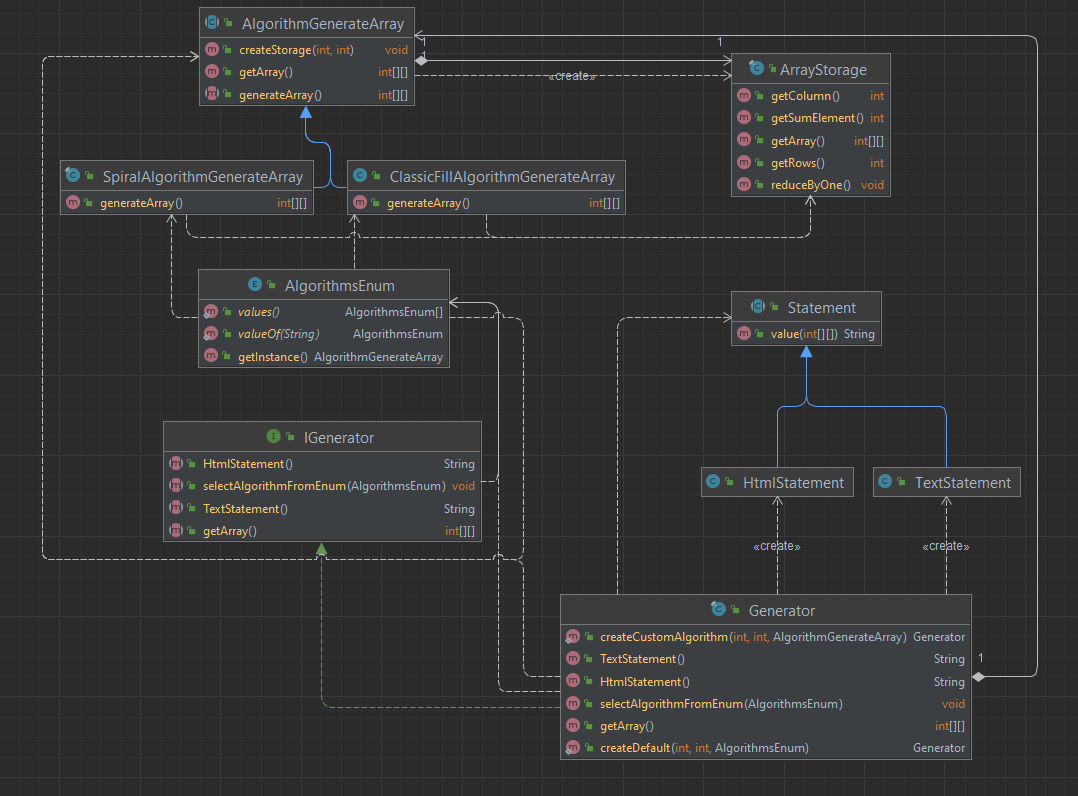 AlgorithmGenerateArray
createStorage(int, int) void
getArray() int[][]
generateArray() int[][]
1
1
1
«create»
ArrayStorage
getColumn() int
getSumElement() int
getArray() int[][]
getRows() int
reduceByOne() void
SpiralAlgorithmGenerateArray
generateArray() int[][]
ClassicFillAlgorithmGenerateArray
generateArray() int[][]
AlgorithmsEnum
values() AlgorithmsEnum[]
valueOf(String) AlgorithmsEnum
getInstance() AlgorithmGenerateArray
Statement
value(int[][]) String
IGenerator
HtmlStatement() String
selectAlgorithmFromEnum(AlgorithmsEnum) void
TextStatement() String
getArray() int[][]
HtmlStatement
TextStatement
«create»
«create»
Generator
createCustomAlgorithm(int, int, AlgorithmGenerateArray) Generator
TextStatement() String
HtmlStatement() String
selectAlgorithmFromEnum(AlgorithmsEnum) void
getArray() int[][]
createDefault(int, int, AlgorithmsEnum) Generator
1